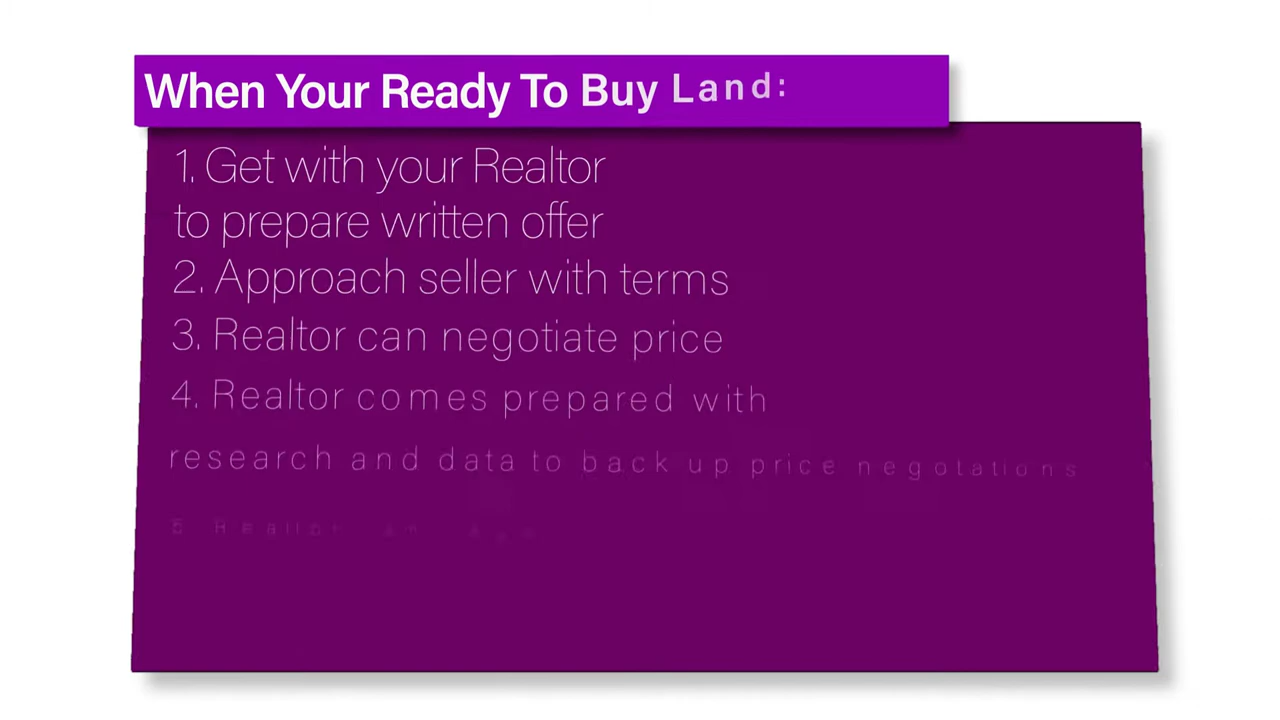 When Your Ready To Buy Land:
1. Get with your Realtor
to prepare written offer
2. Approach seller with terms
3. Realtor can negotiate price
4. Realtor comes prepared with
research and data to back up price negotations
5 Realtor